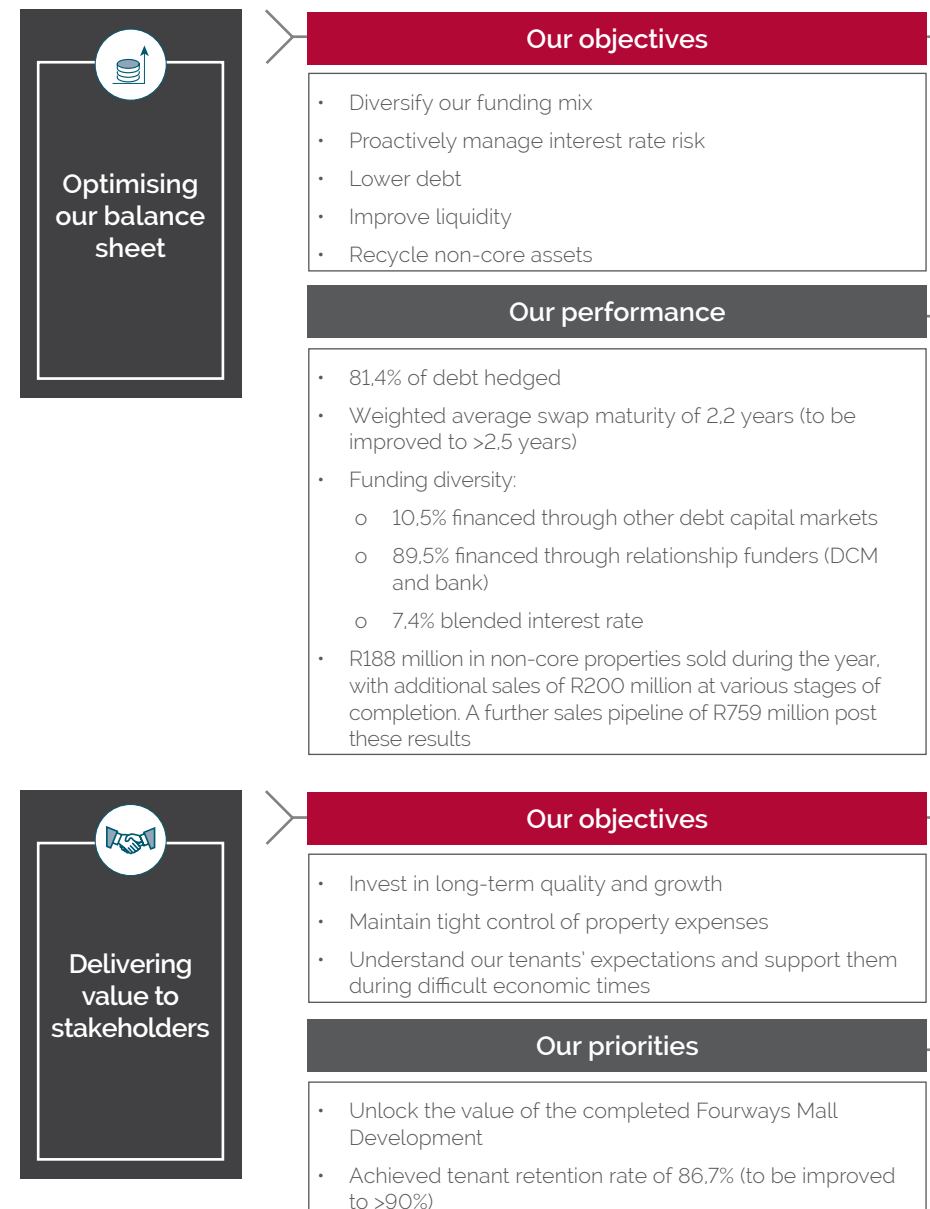 Optimising
our balance
sheet
Our objectives
• Diversify our funding mix
• Proactively manage interest rate risk
• Lower debt
• Improve liquidity
• Recycle non-core assets
Our performance
• 81,4% of debt hedged
• Weighted average swap maturity of 2,2 years (to be
improved to >2,5 years)
• Funding diversity:
o 10,5% financed through other debt capital markets
o 89,5% financed through relationship funders (DCM
and bank)
o 7,4% blended interest rate
• R188 million in non-core properties sold during the year,
with additional sales of R200 million at various stages of
completion. A further sales pipeline of R759 million post
these results
Delivering
value to
stakeholders
Our objectives
• Invest in long-term quality and growth
• Maintain tight control of property expenses
• Understand our tenants' expectations and support them
during difficult economic times
Our priorities
• Unlock the value of the completed Fourways Mall
Development
• Achieved tenant retention rate of 86,7% (to be improved
to >90%)